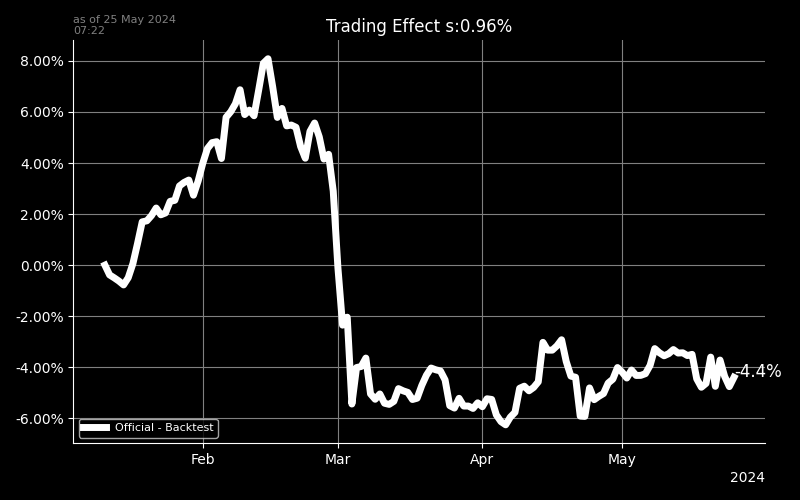 as of 25 May 2024
07:22
Trading Effect s:0.96%
8.00%
6.00%
4.00%
2.00%
0.00%
-2.00%
-4.00%
-6.00%
-4.4%
Official - Backtest
Feb
Mar
Apr
May
2024